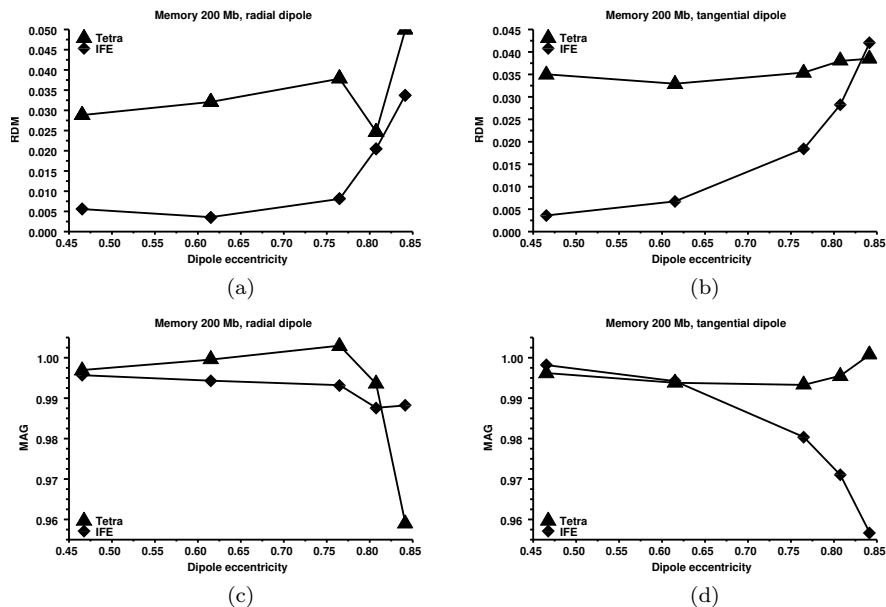 Memory 200 Mb, radial dipole
Tetra
IFE
RDM
0.050
0.045
0.040
0.035
0.030
0.025
0.020
0.015
0.010
0.005
0.000
0.45 0.50 0.55 0.60 0.65 0.70 0.75 0.80 0.85
Dipole eccentricity
(a)
Memory 200 Mb, tangential dipole
Tetra
IFE
RDM
0.045
0.040
0.035
0.030
0.025
0.020
0.015
0.010
0.005
0.000
0.45 0.50 0.55 0.60 0.65 0.70 0.75 0.80 0.85
Dipole eccentricity
(b)
Memory 200 Mb, radial dipole
MAG
1.00
0.99
0.98
0.97
0.96
Tetra
IFE
0.45 0.50 0.55 0.60 0.65 0.70 0.75 0.80 0.85
Dipole eccentricity
(c)
Memory 200 Mb, tangential dipole
MAG
1.00
0.99
0.98
0.97
0.96
Tetra
IFE
0.45 0.50 0.55 0.60 0.65 0.70 0.75 0.80 0.85
Dipole eccentricity
(d)